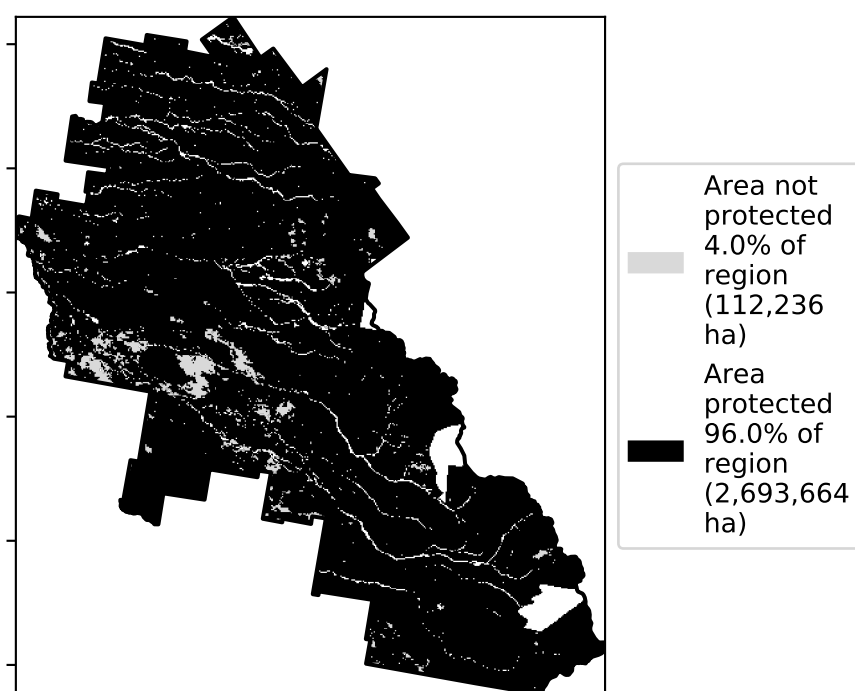 Area not
protected
4.0% of
region
(112,236
ha)
Area
protected
96.0% of
region
(2,693,664
ha)